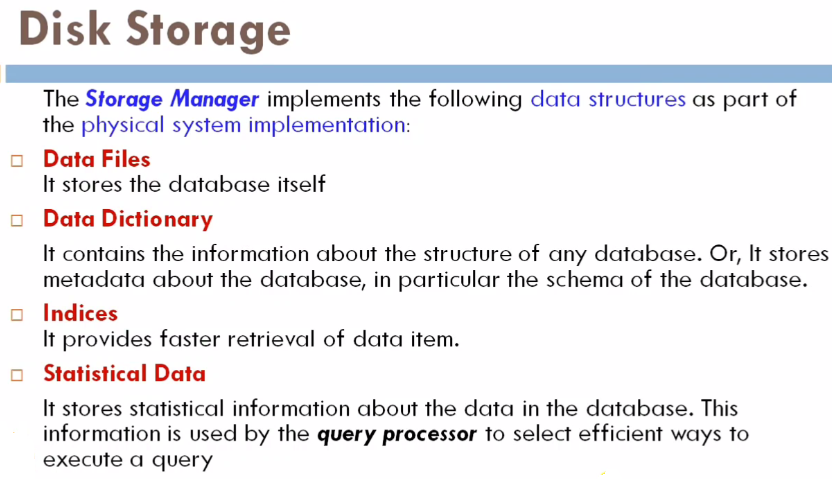 Disk Storage
The Storage Manager implements the following data structures as part of
the physical system implementation:
Data Files
It stores the database itself
Data Dictionary
It contains the information about the structure of any database. Or, It stores
metadata about the database, in particular the schema of the database.
Indices
It provides faster retrieval of data item.
Statistical Data
It stores statistical information about the data in the database. This
information is used by the query processor to select efficient ways to
execute a query